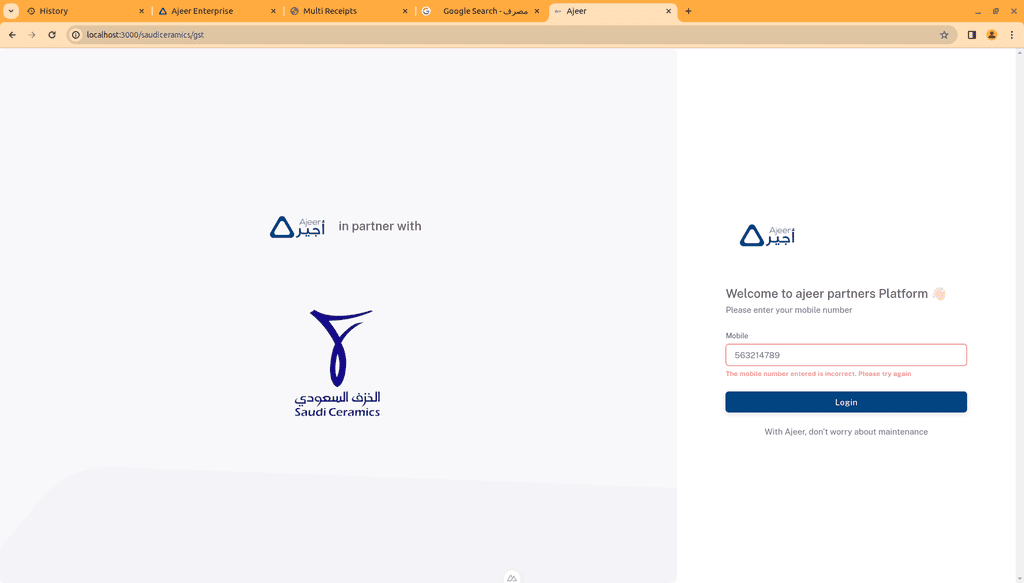 History
Ajeer Enterprise
Multi Receipts
Google Search - مصرف
Ajeer
localhost:3000/saudiceramics/gst
Ajeer
أجير
in partner with
الخزف السعودي
Saudi Ceramics
Ajeer
أجير
Welcome to ajeer partners Platform 👋🏻
Please enter your mobile number
Mobile
563214789
The mobile number entered is incorrect. Please try again
Login
With Ajeer, don't worry about maintenance